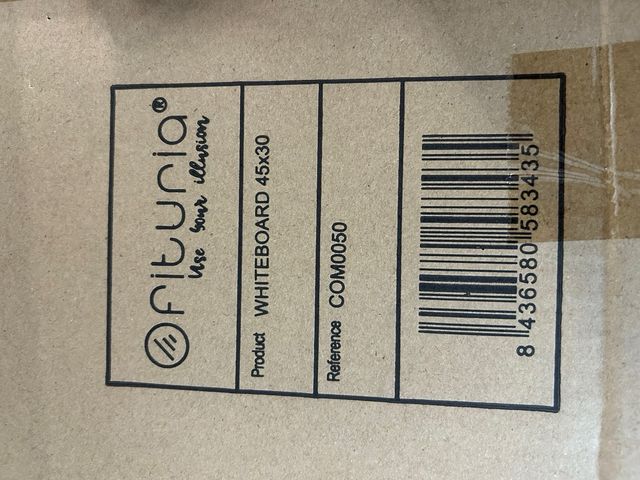 fituria®
Use your illusion
Product WHITEBOARD 45x30
Reference COM0050
8 436580 583435